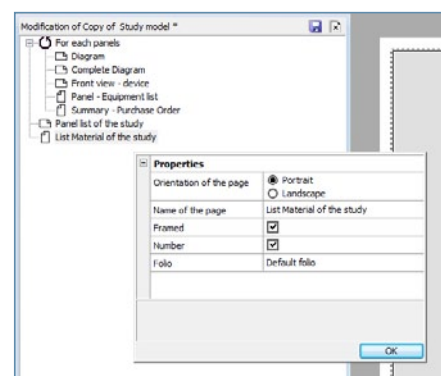 Modification of Copy of Study model *
For each panels
Diagram
Complete Diagram
Front view - device
Panel - Equipment list
Summary - Purchase Order
Panel list of the study
List Material of the study
Properties
Orientation of the page
Portrait
Landscape
Name of the page List Material of the study
Framed
Number
Folio Default folio
OK